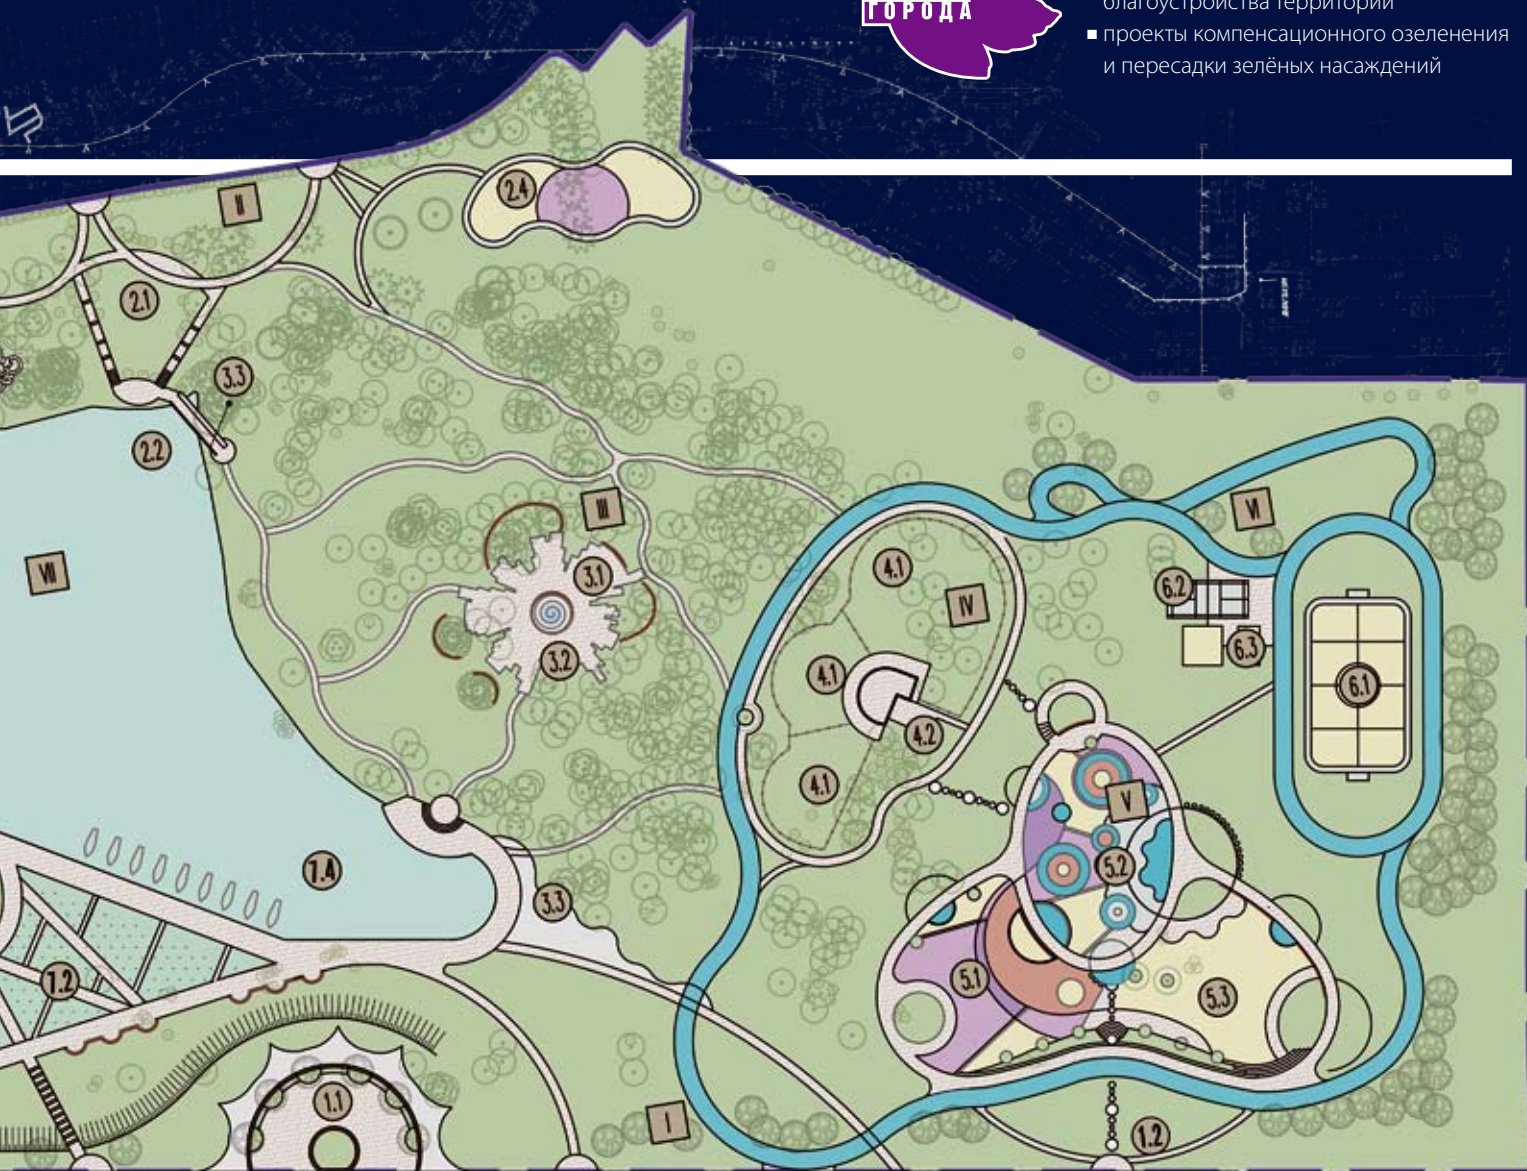 благоустройства территории
ГОРОДА
■ проекты компенсационного озеленения
и пересадки зелёных насаждений
II
2.4
2.1
3.3
2.2
III
VI
VII
3.1
4.1
6.2
IV
6.3
3.2
4.1
6.1
4.2
4.1
V
5.2
7.4
3.3
7.2
5.1
5.3
1.1
I
1.2